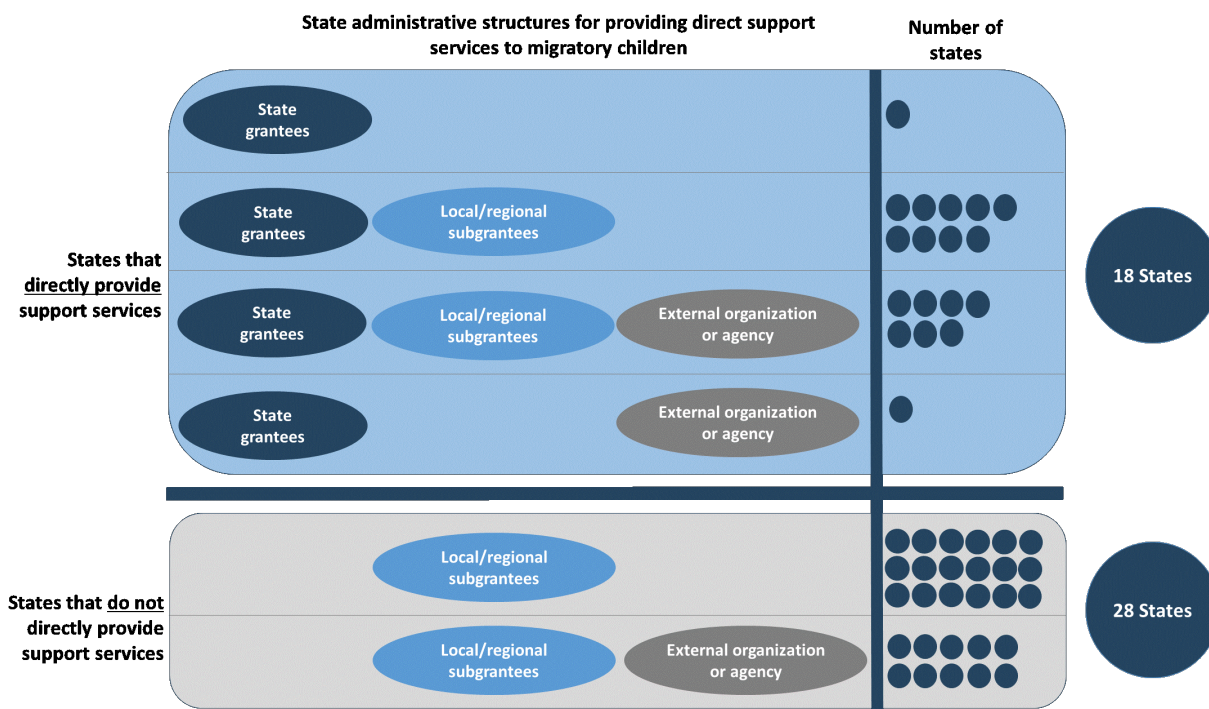 State administrative structures for providing direct support
services to migratory children
Number of
states
States that
directly provide
support services
State
grantees
State
grantees
Local/regional
subgrantees
State
grantees
Local/regional
subgrantees
External organization
or agency
State
grantees
External organization
or agency
18 States
States that do not
directly provide
support services
Local/regional
subgrantees
Local/regional
subgrantees
External organization
or agency
28 States